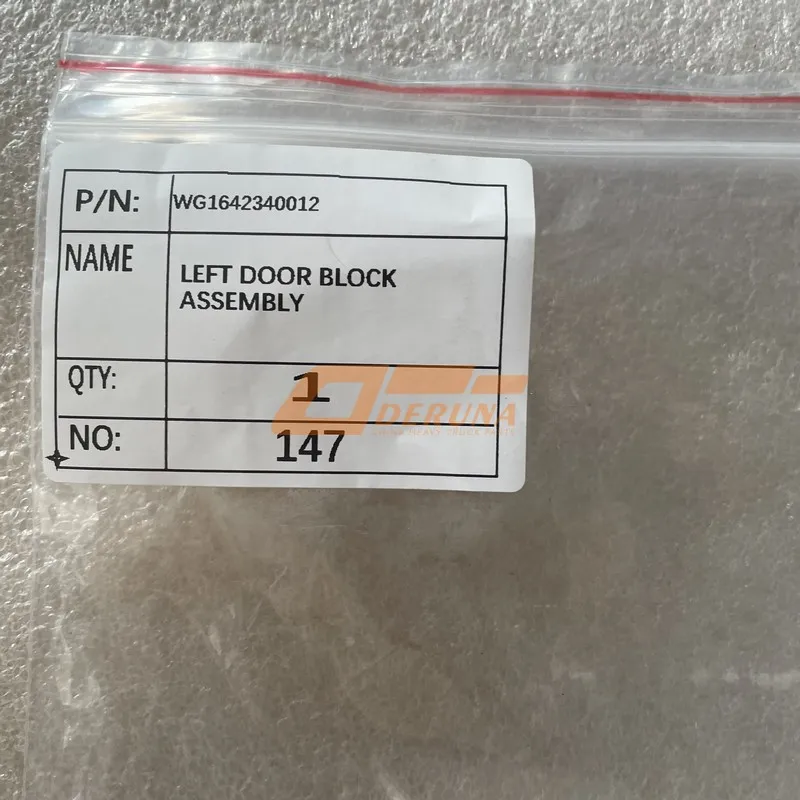 P/N: WG1642340012
NAME LEFT DOOR BLOCK
ASSEMBLY
QTY: 1
DERUNA
NO: 147